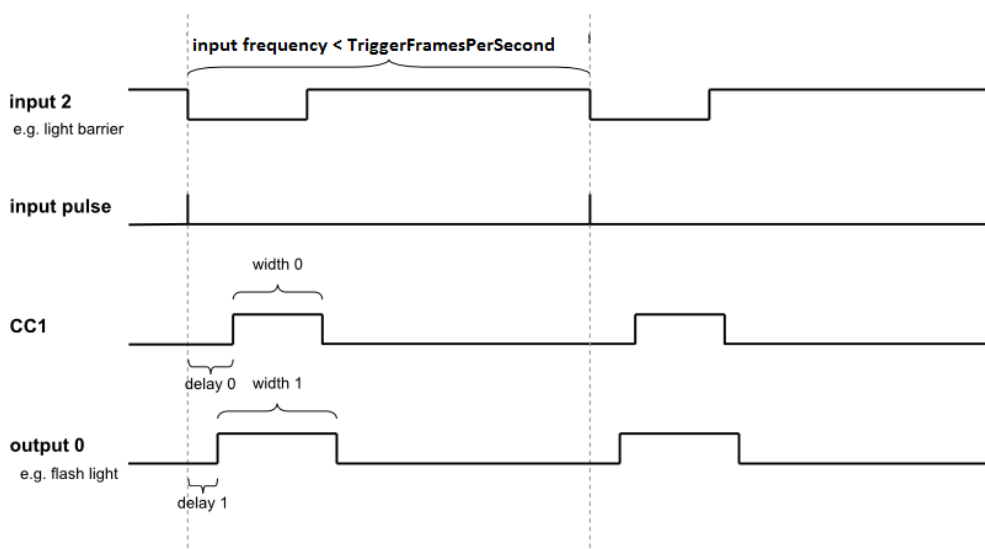 input frequency < TriggerFramesPerSecond
input 2
e.g. light barrier
input pulse
width 0
CC1
delay 0
width 1
output 0
e.g. flash light
delay 1